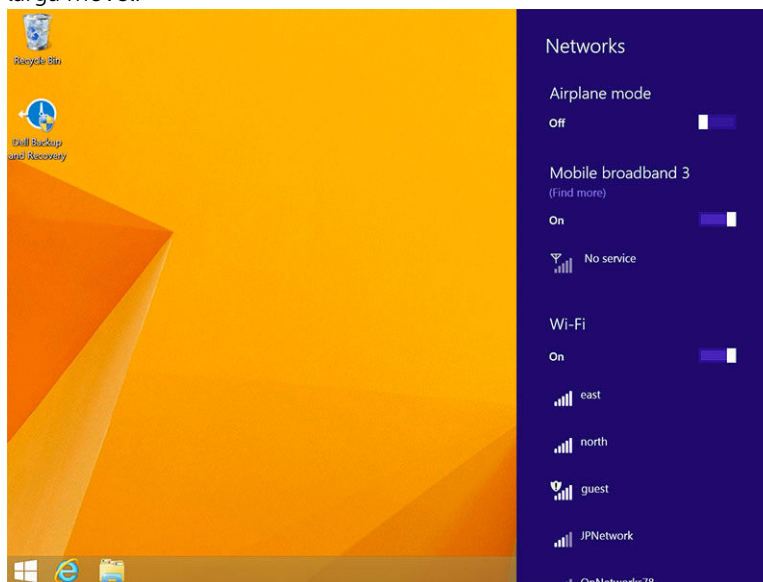 larga móvel.
Recycle Bin
Dell Backup
and Recovery
Networks
Airplane mode
Off
Mobile broadband 3
(Find more)
On
No service
Wi-Fi
On
east
north
guest
JPNetwork